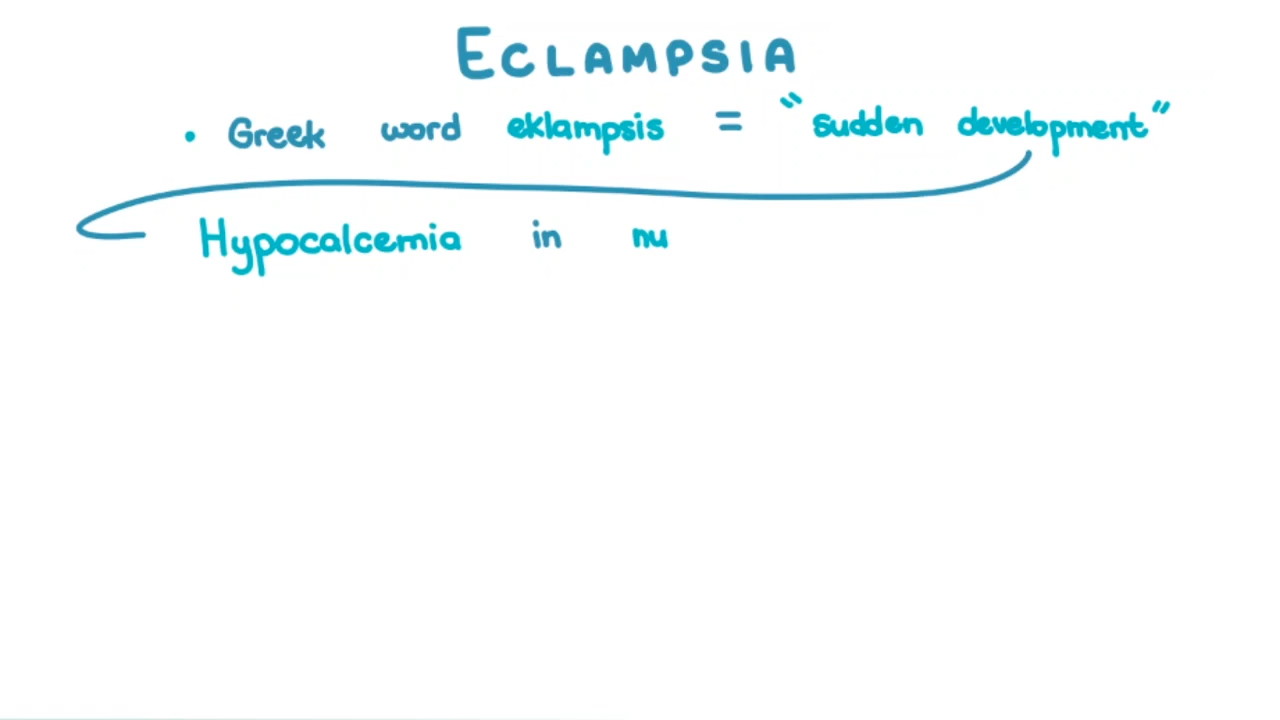 ECLAMPSIA
• Greek word eklampsis = "sudden development"
Hypocalcemia in nu